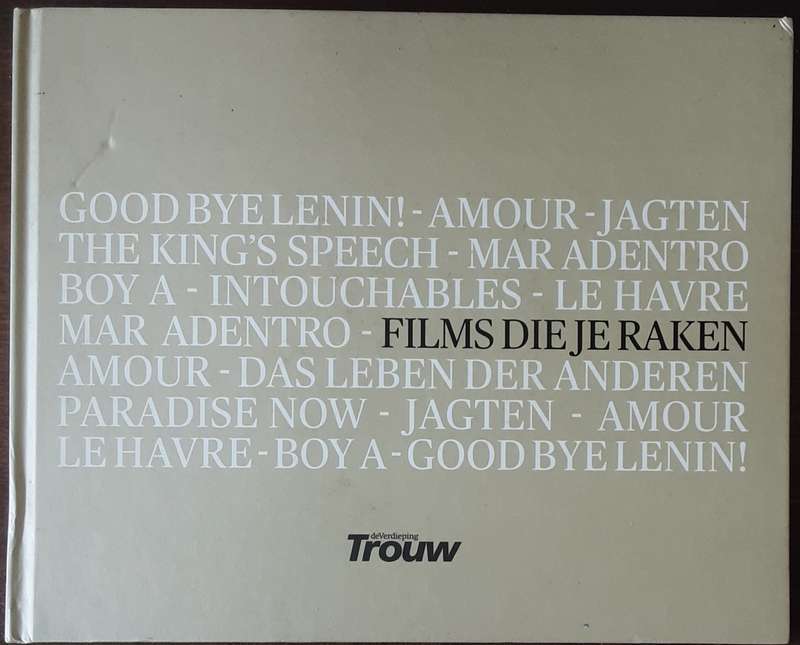 GOOD BYE LENIN! - AMOUR - JAGTEN
THE KING'S SPEECH - MAR ADENTRO
BOY A - INTOUCHABLES - LE HAVRE
MAR ADENTRO - FILMS DIE JE RAKEN
AMOUR - DAS LEBEN DER ANDEREN
PARADISE NOW - JAGTEN - AMOUR
LE HAVRE - BOY A - GOOD BYE LENIN!
deVerdieping
Trouw